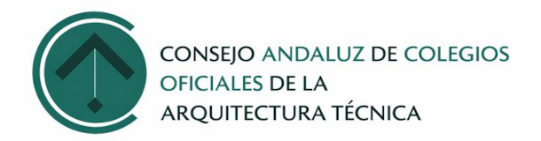 CONSEJO ANDALUZ DE COLEGIOS
OFICIALES DE LA
ARQUITECTURA TÉCNICA